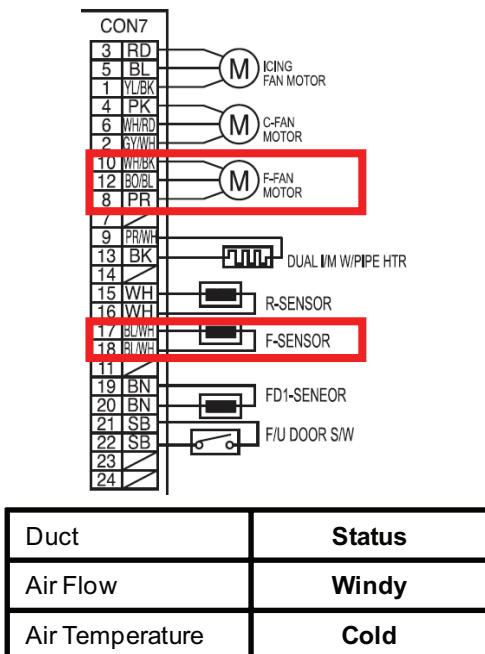 CON7
3 RD
5 BL
1 YL/BK
ICING
FAN MOTOR
M
4 PK
6 WH/RD
2 GY/WH
M
C-FAN
MOTOR
10 WH/BK
12 BO/BL
8 PR
M
F-FAN
MOTOR
7
9 PR/WH
13 BK
DUAL I/M W/PIPE HTR
14
15 WH
16 WH
R-SENSOR
17 BL/WH
18 BL/WH
F-SENSOR
11
19 BN
20 BN
FD1-SENEOR
21 SB
22 SB
F/U DOOR S/W
23
24
Duct Status
Air Flow Windy
Air Temperature Cold